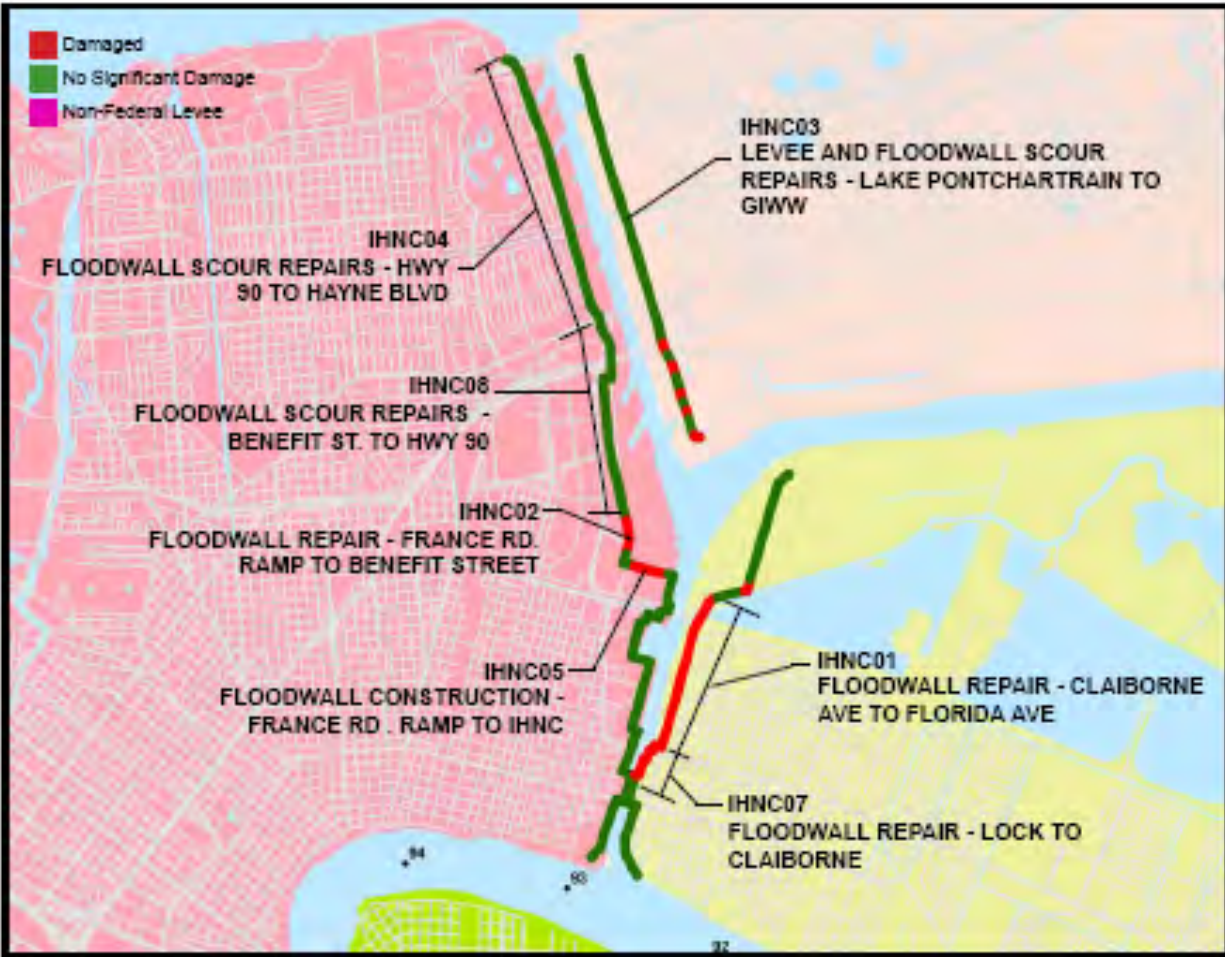 Damaged
No Significant Damage
Non-Federal Levee
IHNC03
LEVEE AND FLOODWALL SCOUR
REPAIRS - LAKE PONTCHARTRAIN TO
GIWW
IHNC04
FLOODWALL SCOUR REPAIRS - HWY
90 TO HAYNE BLVD
IHNC08
FLOODWALL SCOUR REPAIRS -
BENEFIT ST. TO HWY 90
IHNC02
FLOODWALL REPAIR - FRANCE RD.
RAMP TO BENEFIT STREET
IHNC05
FLOODWALL CONSTRUCTION -
FRANCE RD . RAMP TO IHNC
IHNC01
FLOODWALL REPAIR - CLAIBORNE
AVE TO FLORIDA AVE
IHNC07
FLOODWALL REPAIR - LOCK TO
CLAIBORNE
94
93
92